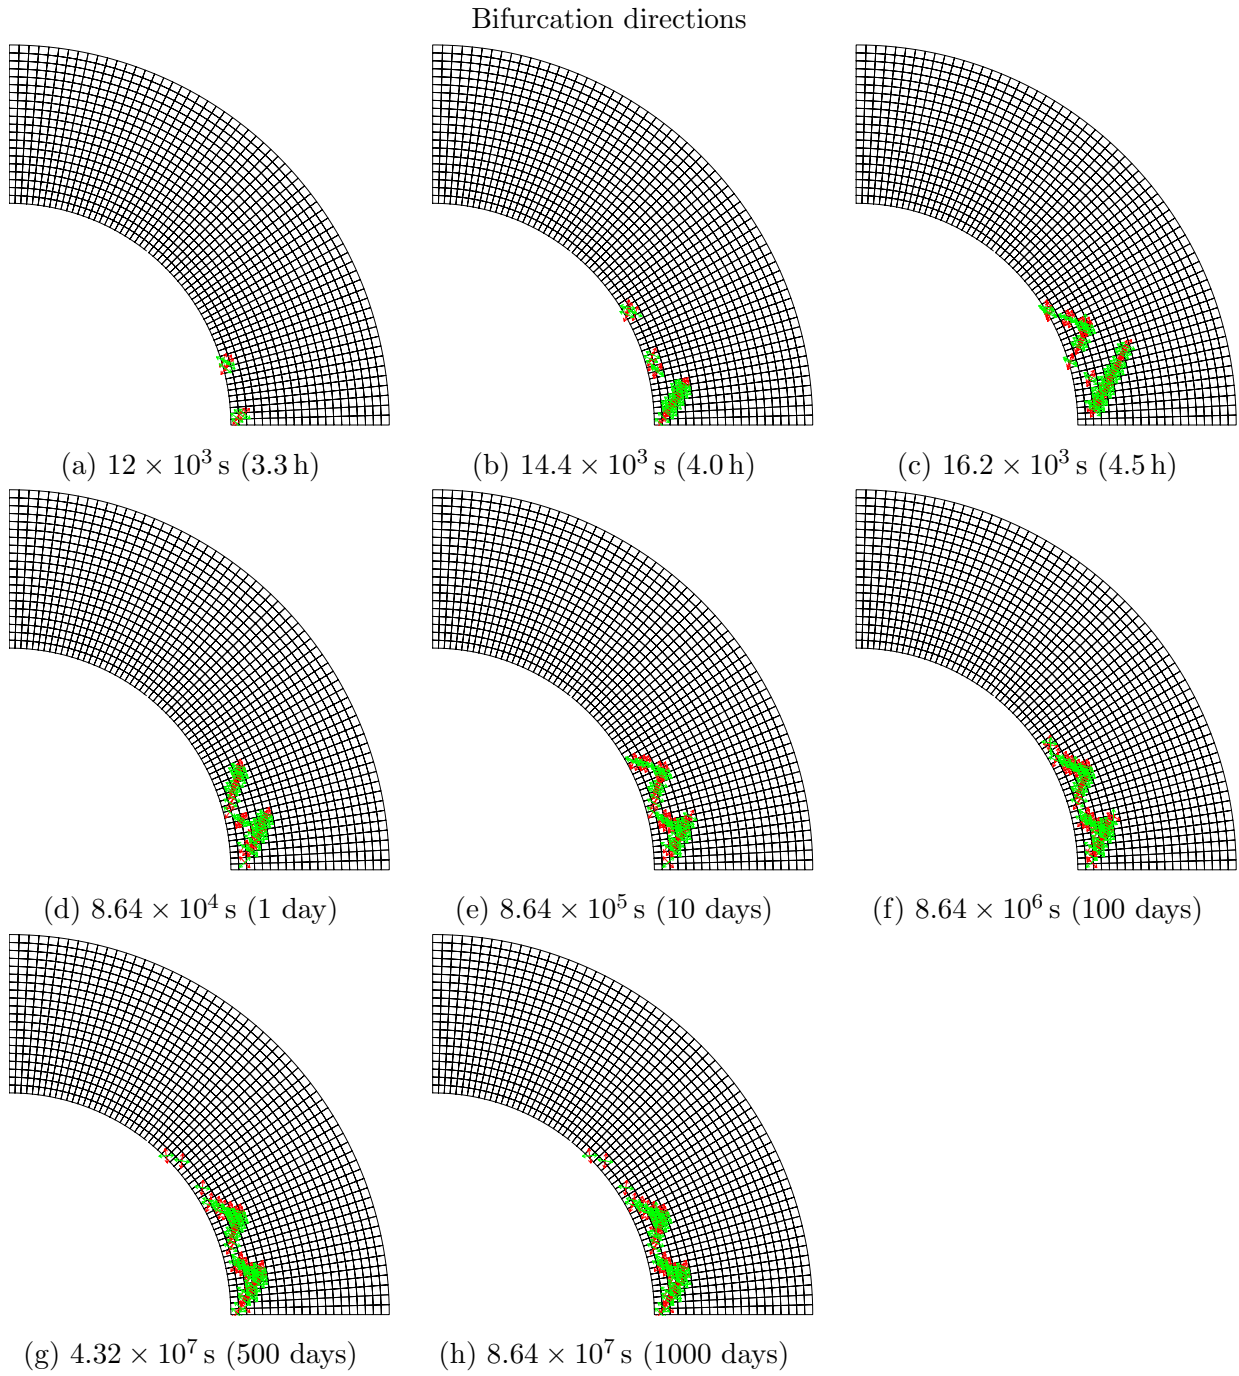 Bifurcation directions
(a) 12 × 10³ s (3.3 h)
(b) 14.4 × 10³ s (4.0 h)
(c) 16.2 × 10³ s (4.5 h)
(d) 8.64 × 10⁴ s (1 day)
(e) 8.64 × 10⁵ s (10 days)
(f) 8.64 × 10⁶ s (100 days)
(g) 4.32 × 10⁷ s (500 days)
(h) 8.64 × 10⁷ s (1000 days)